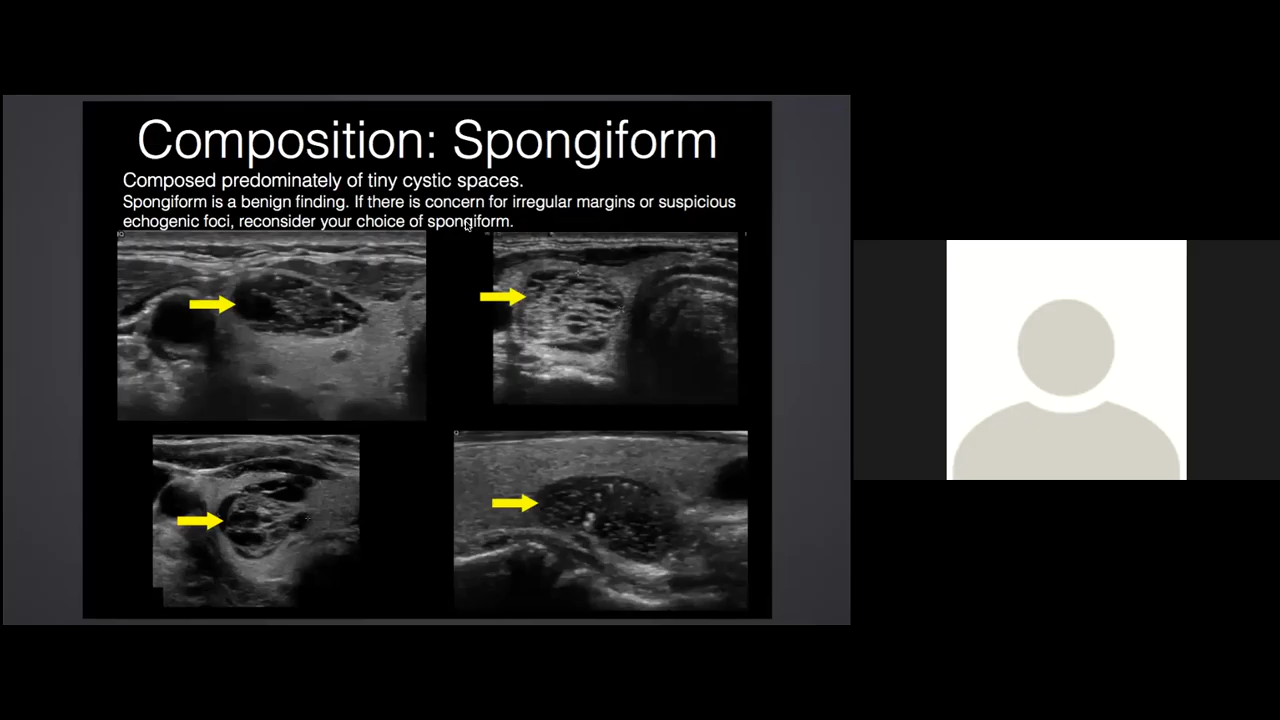 Composition: Spongiform
Composed predominately of tiny cystic spaces.
Spongiform is a benign finding. If there is concern for irregular margins or suspicious
echogenic foci, reconsider your choice of spongiform.